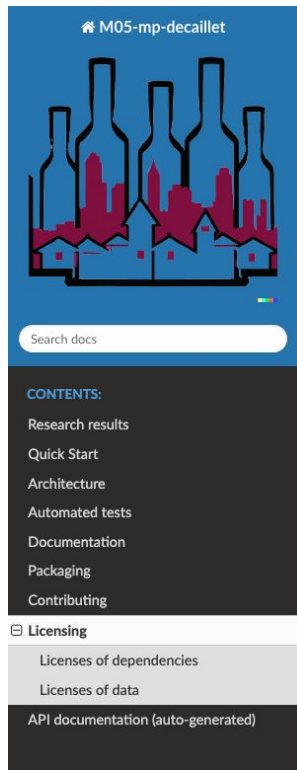 M05-mp-decaillet
Search docs
CONTENTS:
Research results
Quick Start
Architecture
Automated tests
Documentation
Packaging
Contributing
Licensing
Licenses of dependencies
Licenses of data
API documentation (auto-generated)